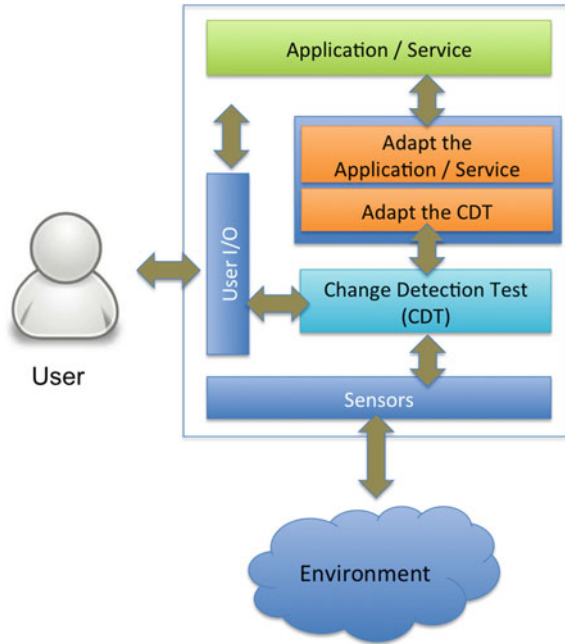 Application / Service
Adapt the
Application / Service
Adapt the CDT
User I/O
Change Detection Test
(CDT)
User
Sensors
Environment